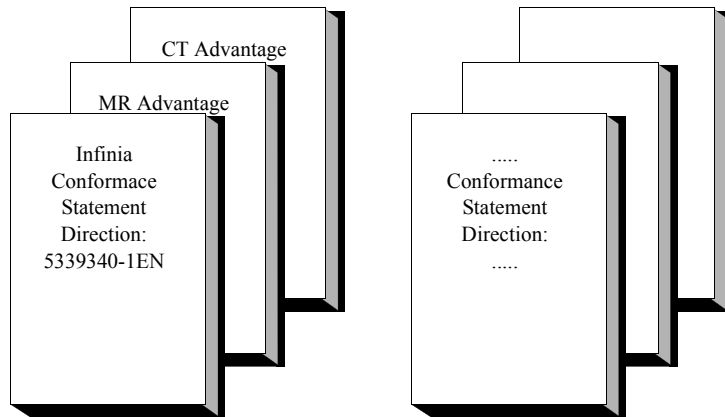 CT Advantage
MR Advantage
Infinia
Conformace
Statement
Direction:
5339340-1EN
.....
Conformance
Statement
Direction:
.....